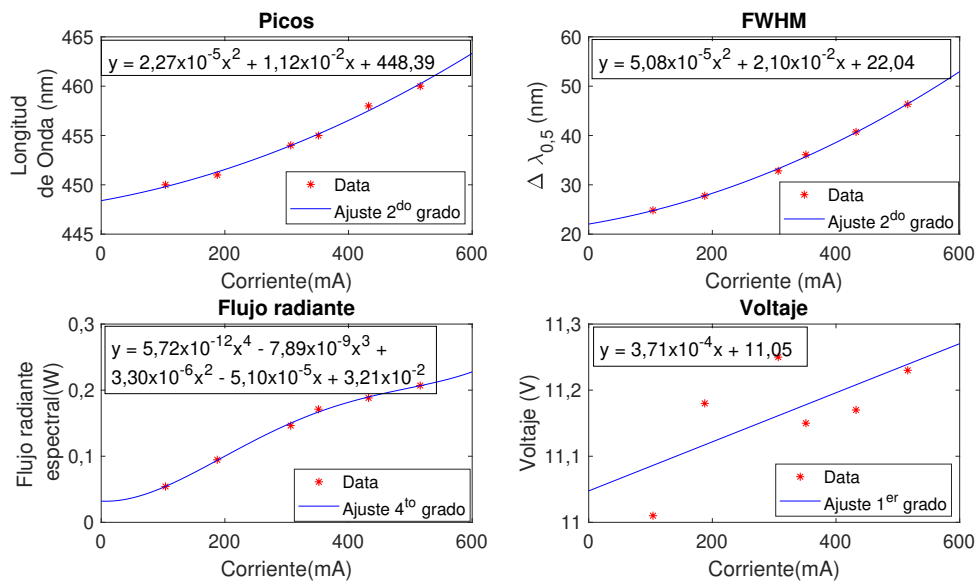 Picos
465
460
455
450
445
Longitud
de Onda (nm)
y = 2,27x10^-5x^2 + 1,12x10^-2x + 448,39
Data
Ajuste 2^do grado
0 200 400 600
Corriente(mA)
FWHM
60
50
40
30
20
Δ λ_0,5 (nm)
y = 5,08x10^-5x^2 + 2,10x10^-2x + 22,04
Data
Ajuste 2^do grado
0 200 400 600
Corriente (mA)
Flujo radiante
0,3
0,2
0,1
0
Flujo radiante
espectral(W)
y = 5,72x10^-12x^4 - 7,89x10^-9x^3 +
3,30x10^-6x^2 - 5,10x10^-5x + 3,21x10^-2
Data
Ajuste 4^to grado
0 200 400 600
Corriente(mA)
Voltaje
11,3
11,2
11,1
11
Voltaje (V)
y = 3,71x10^-4x + 11,05
Data
Ajuste 1^er grado
0 200 400 600
Corriente(mA)